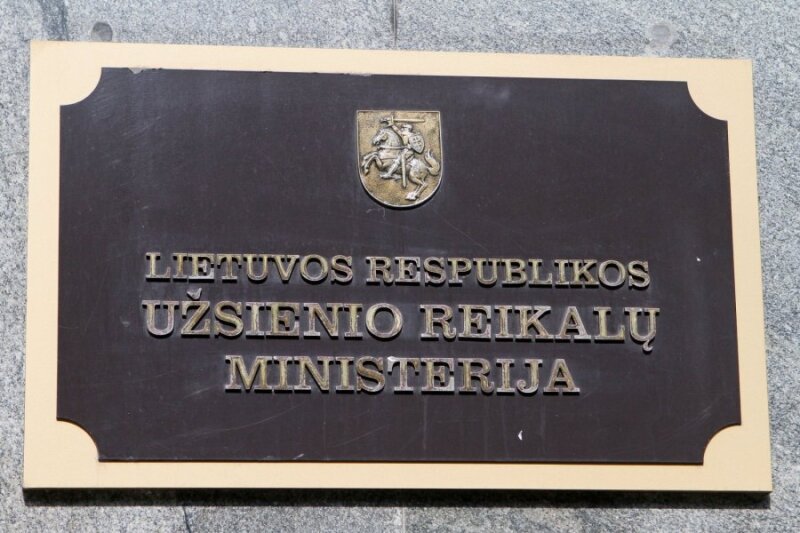 LIETUVOS RESPUBLIKOS
UŽSIENIO REIKALŲ
MINISTERIJA